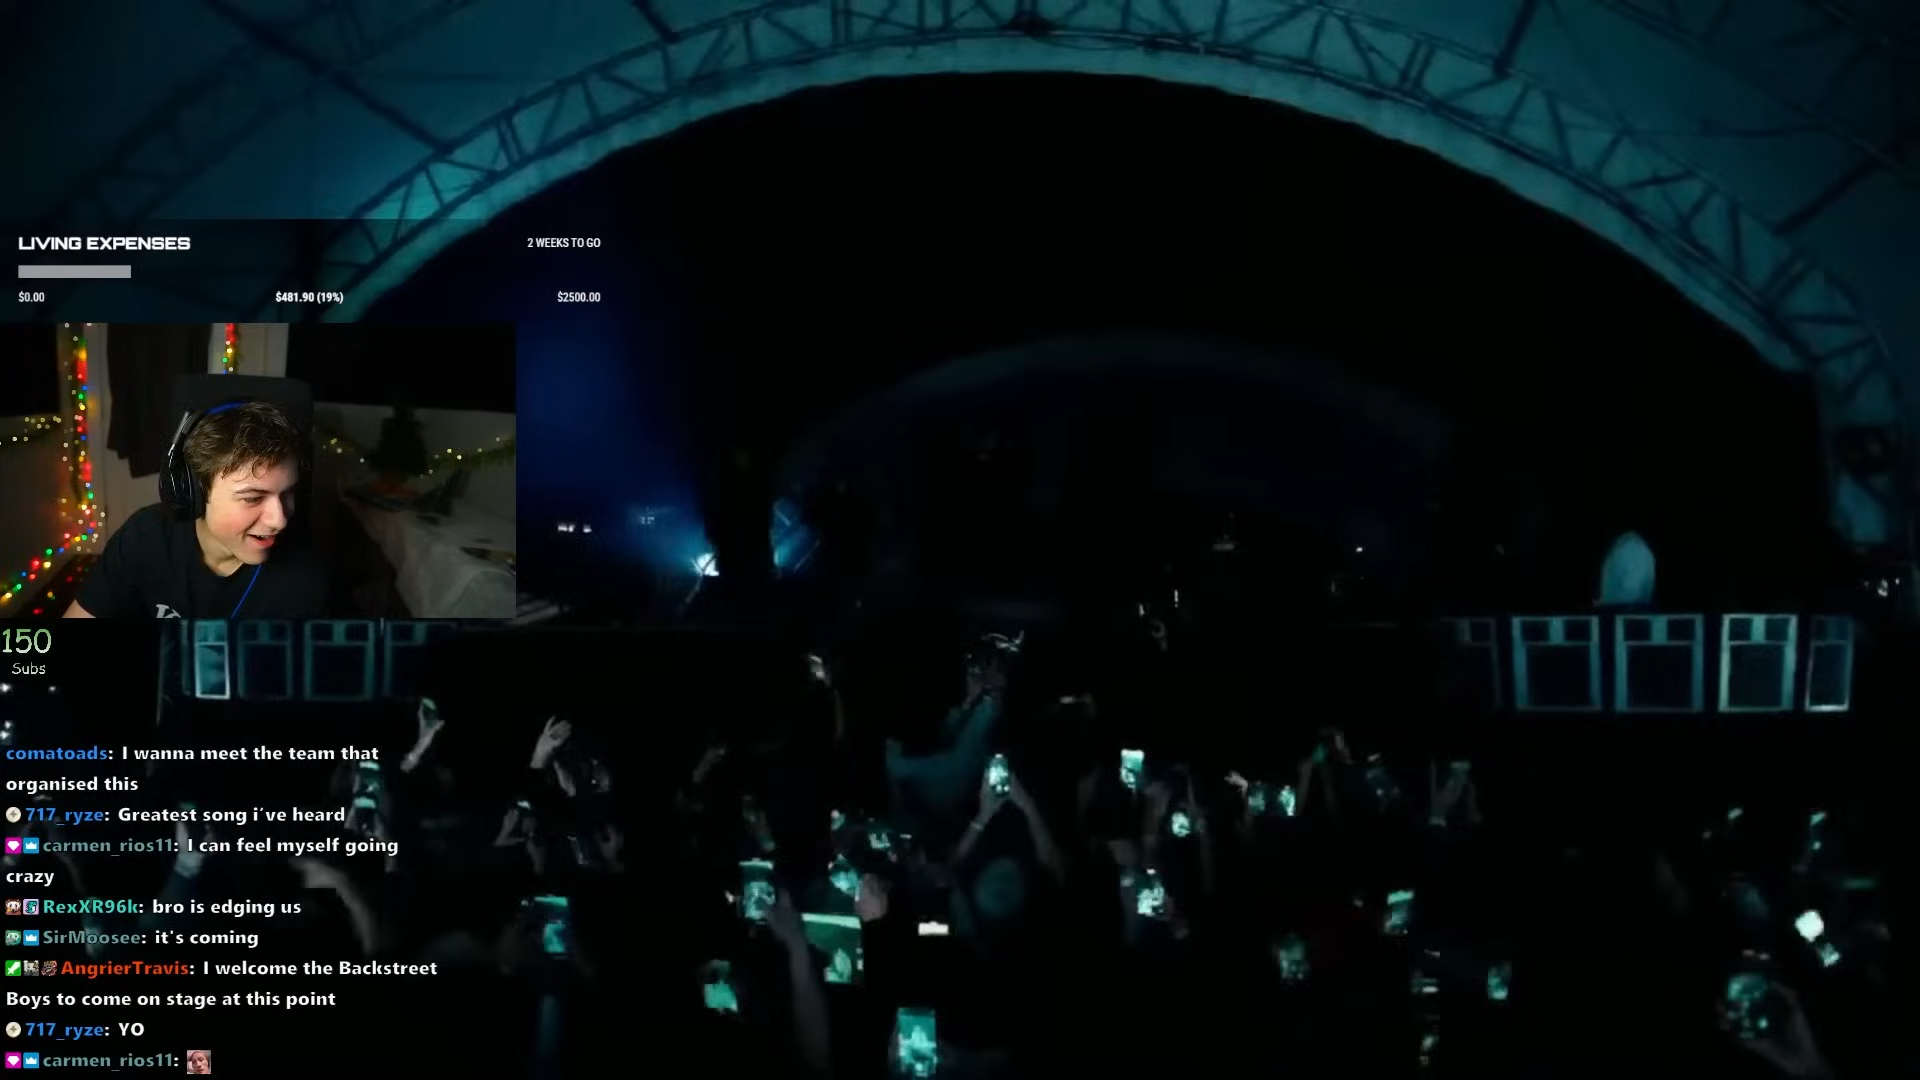 LIVING EXPENSES
2 WEEKS TO GO
$0.00
$481.90 (19%)
$2500.00
150
Subs
comatoads: I wanna meet the team that
organised this
717_ryze: Greatest song i've heard
carmen_rios11: I can feel myself going
crazy
RexXR96k: bro is edging us
SirMoosee: it's coming
AngrierTravis: I welcome the Backstreet
Boys to come on stage at this point
717_ryze: YO
carmen_rios11: